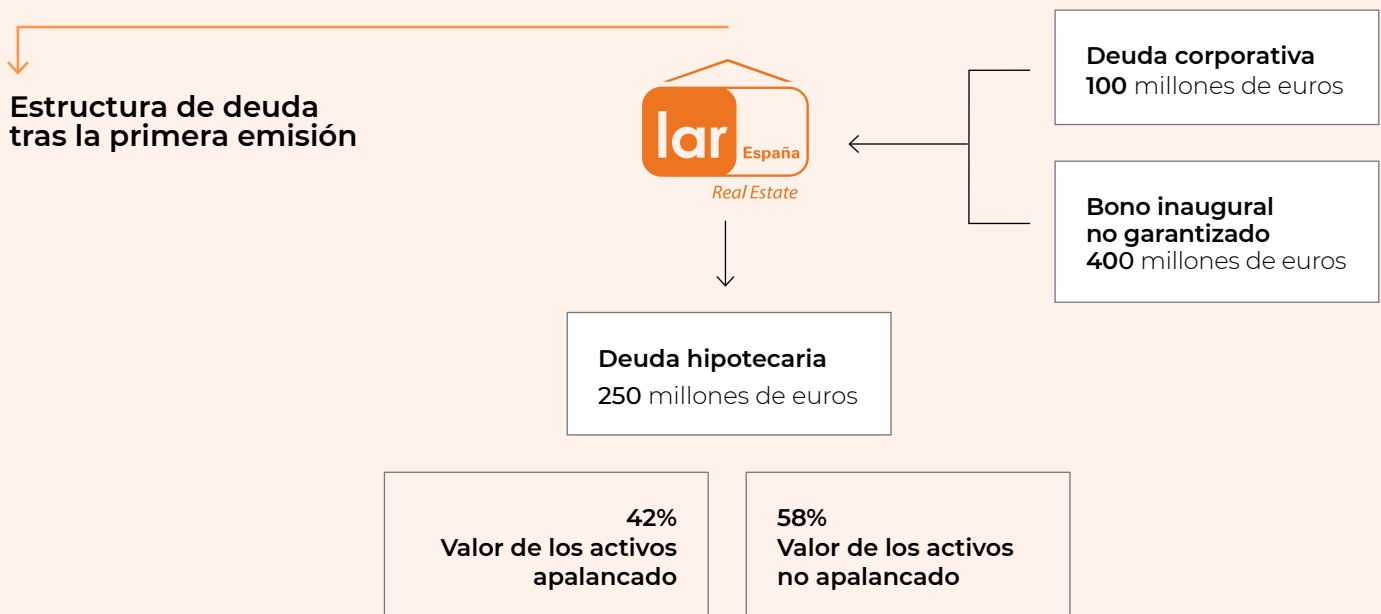 Estructura de deuda
tras la primera emisión
lar
España
Real Estate
Deuda corporativa
100 millones de euros
Bono inaugural
no garantizado
400 millones de euros
Deuda hipotecaria
250 millones de euros
42%
Valor de los activos
apalancado
58%
Valor de los activos
no apalancado